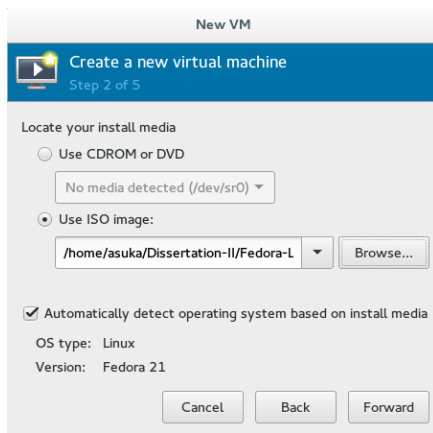 New VM
Create a new virtual machine
Step 2 of 5
Locate your install media
Use CDROM or DVD
No media detected (/dev/sr0)
Use ISO image:
/home/asuka/Dissertation-II/Fedora-L
Browse...
Automatically detect operating system based on install media
OS type: Linux
Version: Fedora 21
Cancel Back Forward